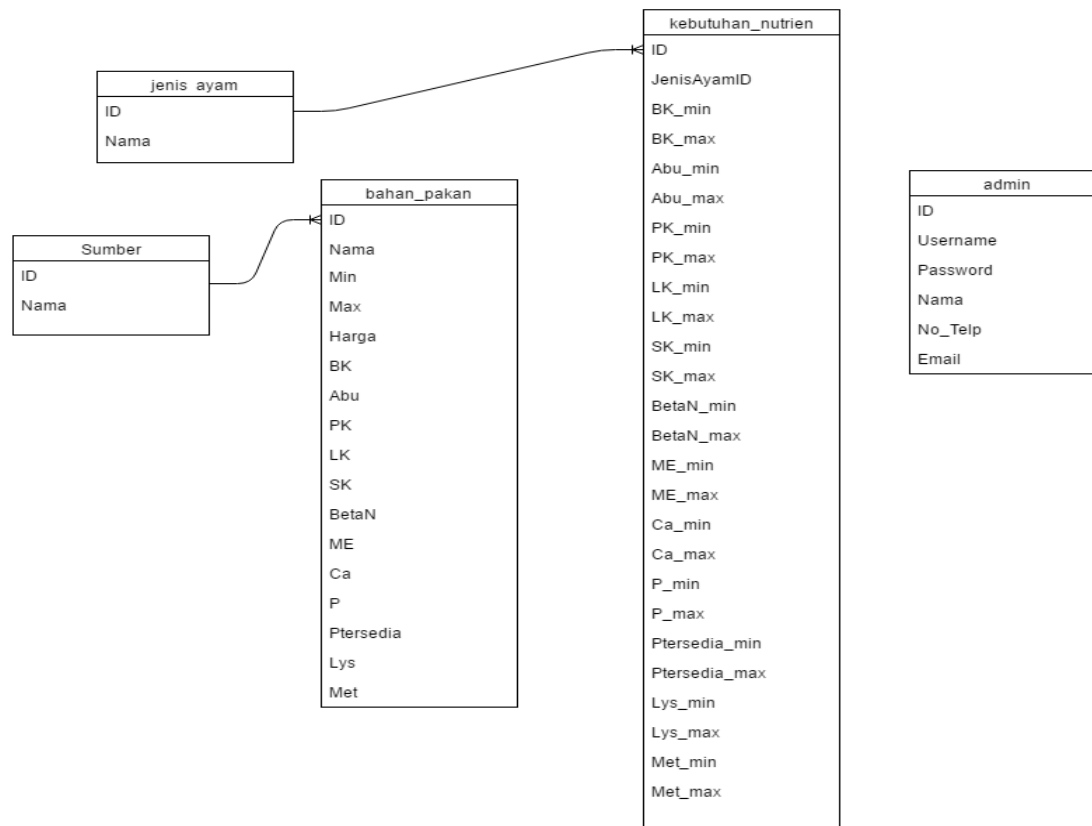 jenis_ayam
ID
Nama
Sumber
ID
Nama
bahan_pakan
ID
Nama
Min
Max
Harga
BK
Abu
PK
LK
SK
BetaN
ME
Ca
P
Ptersedia
Lys
Met
kebutuhan_nutrien
ID
JenisAyamID
BK_min
BK_max
Abu_min
Abu_max
PK_min
PK_max
LK_min
LK_max
SK_min
SK_max
BetaN_min
BetaN_max
ME_min
ME_max
Ca_min
Ca_max
P_min
P_max
Ptersedia_min
Ptersedia_max
Lys_min
Lys_max
Met_min
Met_max
admin
ID
Username
Password
Nama
No_Telp
Email